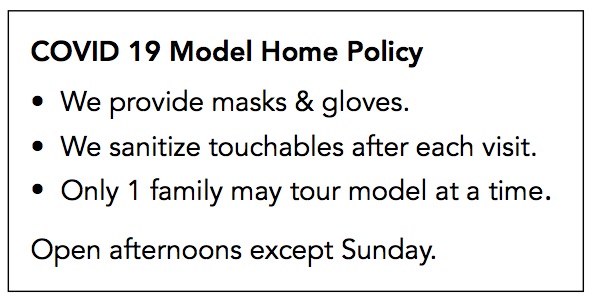 COVID 19 Model Home Policy
• We provide masks & gloves.
• We sanitize touchables after each visit.
• Only 1 family may tour model at a time.
Open afternoons except Sunday.